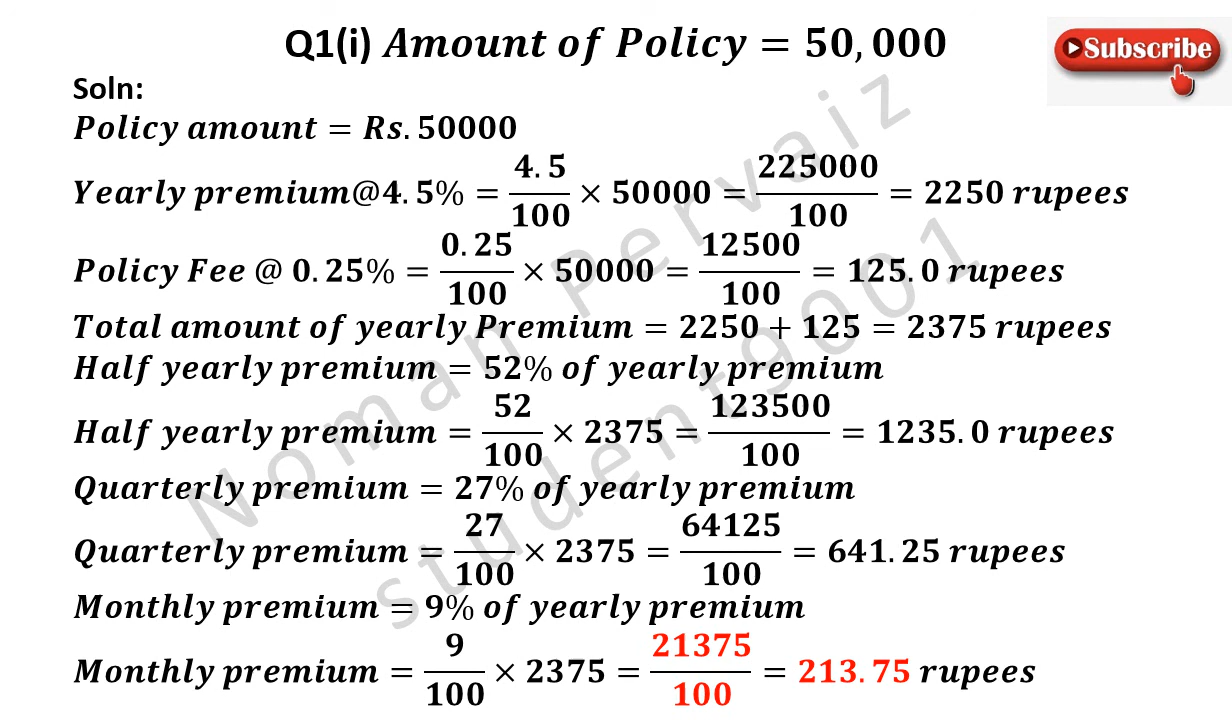 Q1(i) Amount of Policy = 50,000
Subscribe
Soln:
Policy amount = Rs. 50000
Yearly premium@4.5% = 4.5/100 × 50000 = 225000/100 = 2250 rupees
Policy Fee @ 0.25% = 0.25/100 × 50000 = 12500/100 = 125.0 rupees
Total amount of yearly Premium = 2250 + 125 = 2375 rupees
Half yearly premium = 52% of yearly premium
Half yearly premium = 52/100 × 2375 = 123500/100 = 1235.0 rupees
Quarterly premium = 27% of yearly premium
Quarterly premium = 27/100 × 2375 = 64125/100 = 641.25 rupees
Monthly premium = 9% of yearly premium
Monthly premium = 9/100 × 2375 = 21375/100 = 213.75 rupees
Noman Pervaiz
student9001